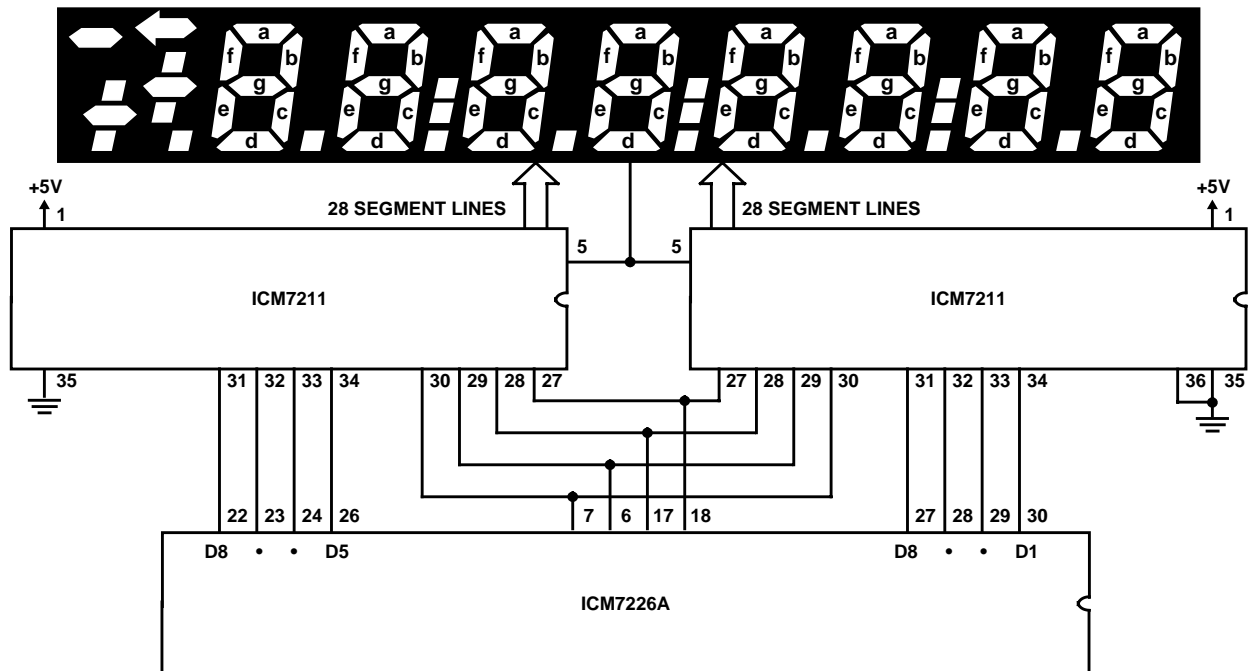 a a a a a a a a
f b f b f b f b f b f b f b f b
g g g g g g g g
e c e c e c e c e c e c e c e c
d d d d d d d d
+5V +5V
1 28 SEGMENT LINES 28 SEGMENT LINES 1
5 5
ICM7211 ICM7211
35 31 32 33 34 30 29 28 27 27 28 29 30 31 32 33 34 36 35
22 23 24 26 7 6 17 18 27 28 29 30
D8 • • D5 D8 • • D1
ICM7226A